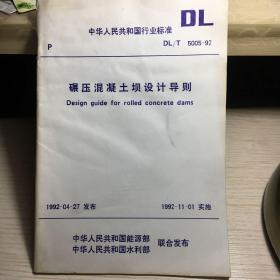 DL
中华人民共和国行业标准
P
DL/T 5005-92
碾压混凝土坝设计导则
Design guide for rolled concrete dams
1992-04-27 发布
1992-11-01 实施
中华人民共和国能源部
中华人民共和国水利部
联合发布